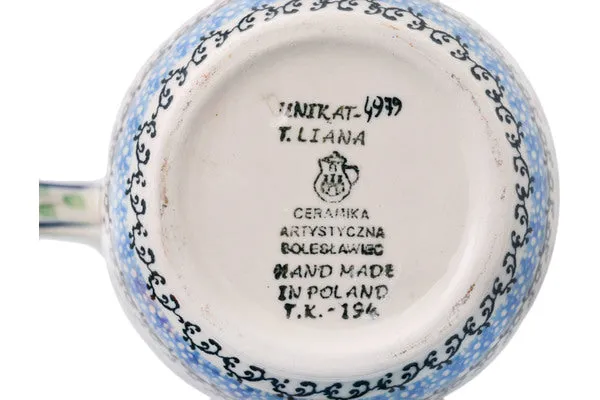 UNIKAT-4979
T. LIANA
CERAMIKA
ARTYSTYCZNA
BOLESŁAWIEC
HAND MADE
IN POLAND
T.K.-194